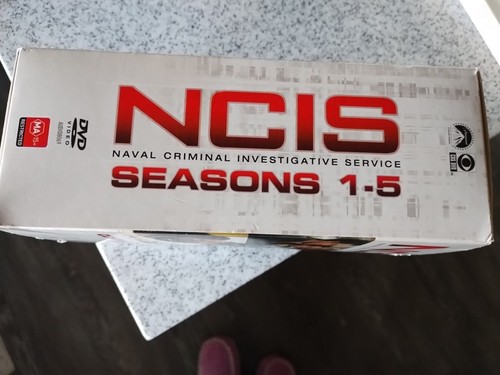 NCIS
NAVAL CRIMINAL INVESTIGATIVE SERVICE
SEASONS 1-5
DVD
VIDEO
MA
RESTRICTED